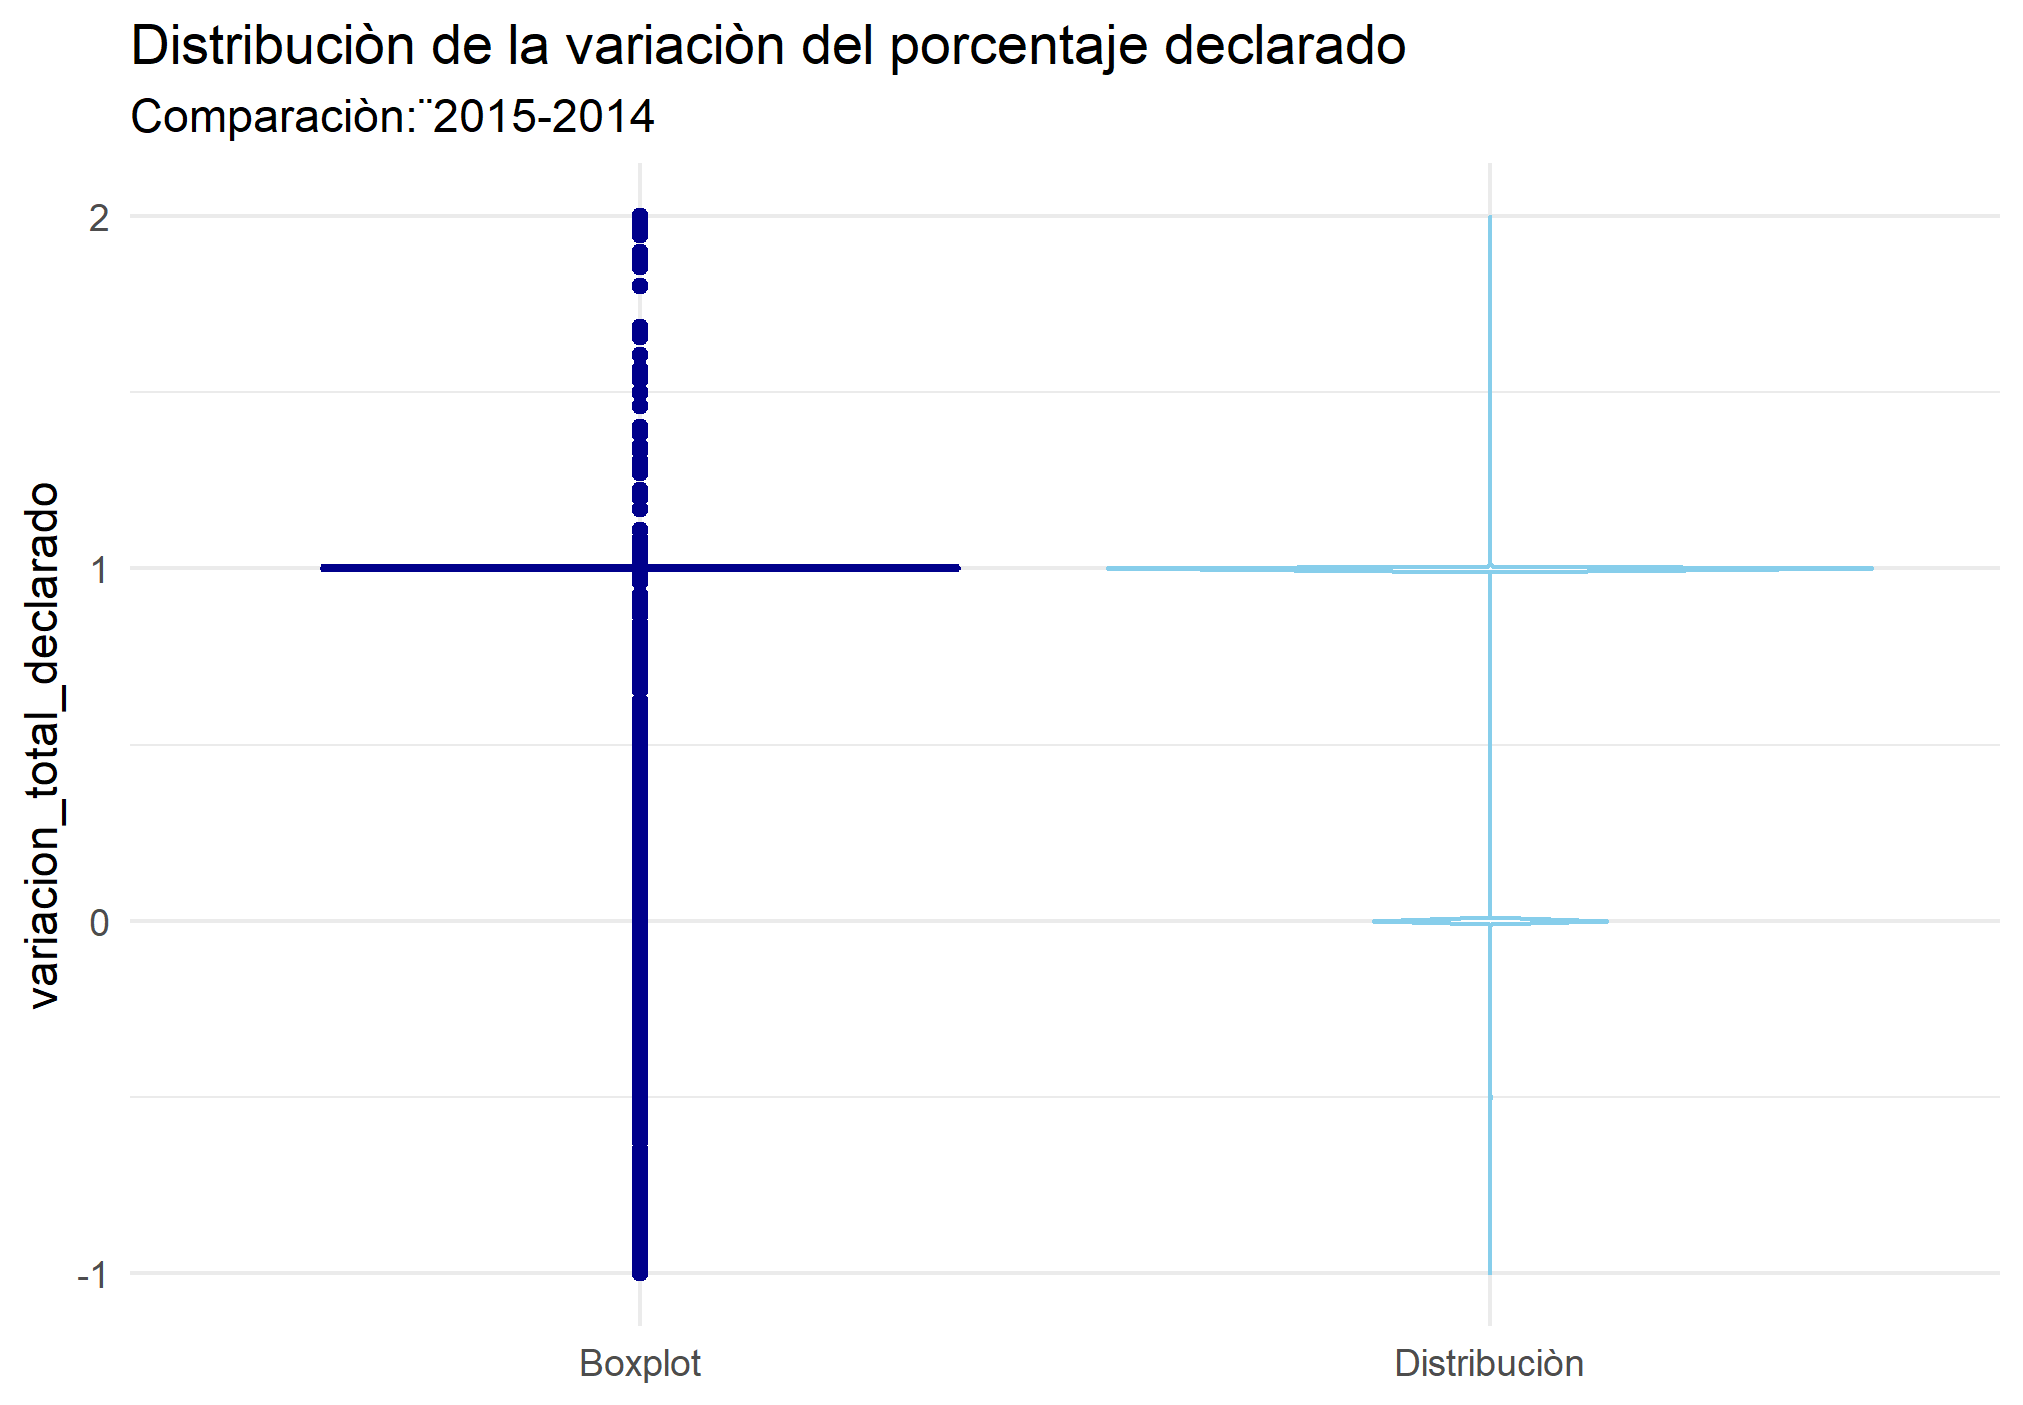 Distribuciòn de la variaciòn del porcentaje declarado
Comparaciòn:¨2015-2014
variacion_total_declarado
2
1
0
-1
Boxplot
Distribuciòn